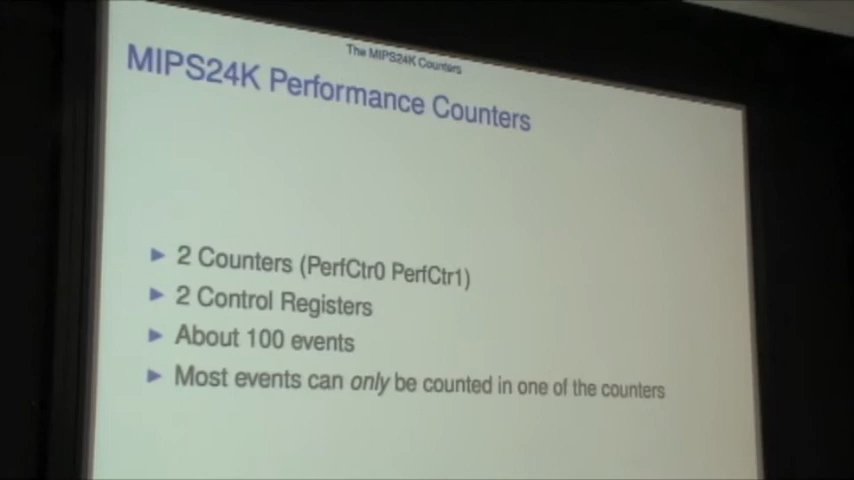 The MIPS24K Counters
MIPS24K Performance Counters
▶ 2 Counters (PerfCtr0 PerfCtr1)
▶ 2 Control Registers
▶ About 100 events
▶ Most events can only be counted in one of the counters